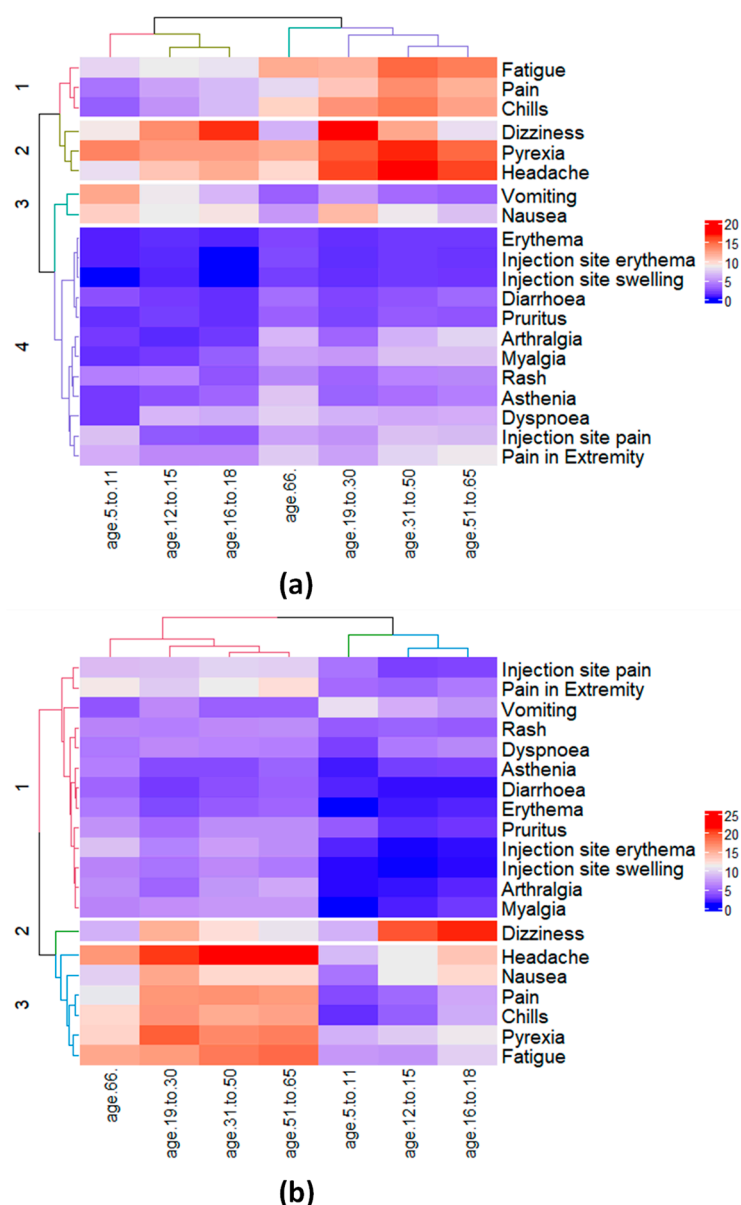 1
2
3
4
Fatigue
Pain
Chills
Dizziness
Pyrexia
Headache
Vomiting
Nausea
Erythema
Injection site erythema
Injection site swelling
Diarrhoea
Pruritus
Arthralgia
Myalgia
Rash
Asthenia
Dyspnoea
Injection site pain
Pain in Extremity
20
15
10
5
0
age.5.to.11
age.12.to.15
age.16.to.18
age.66.
age.19.to.30
age.31.to.50
age.51.to.65
(a)
1
2
3
Injection site pain
Pain in Extremity
Vomiting
Rash
Dyspnoea
Asthenia
Diarrhoea
Erythema
Pruritus
Injection site erythema
Injection site swelling
Arthralgia
Myalgia
Dizziness
Headache
Nausea
Pain
Chills
Pyrexia
Fatigue
25
20
15
10
5
0
age.66.
age.19.to.30
age.31.to.50
age.51.to.65
age.5.to.11
age.12.to.15
age.16.to.18
(b)